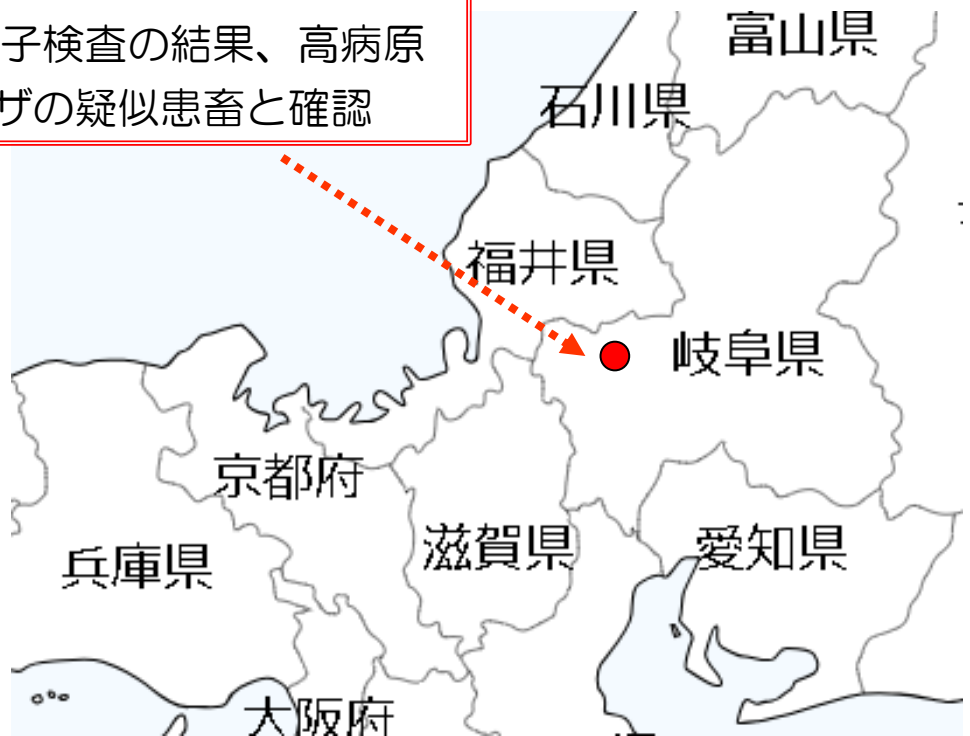 子検査の結果、高病原
ザの疑似患畜と確認
富山県
石川県
福井県
岐阜県
京都府
滋賀県
愛知県
兵庫県
大阪府